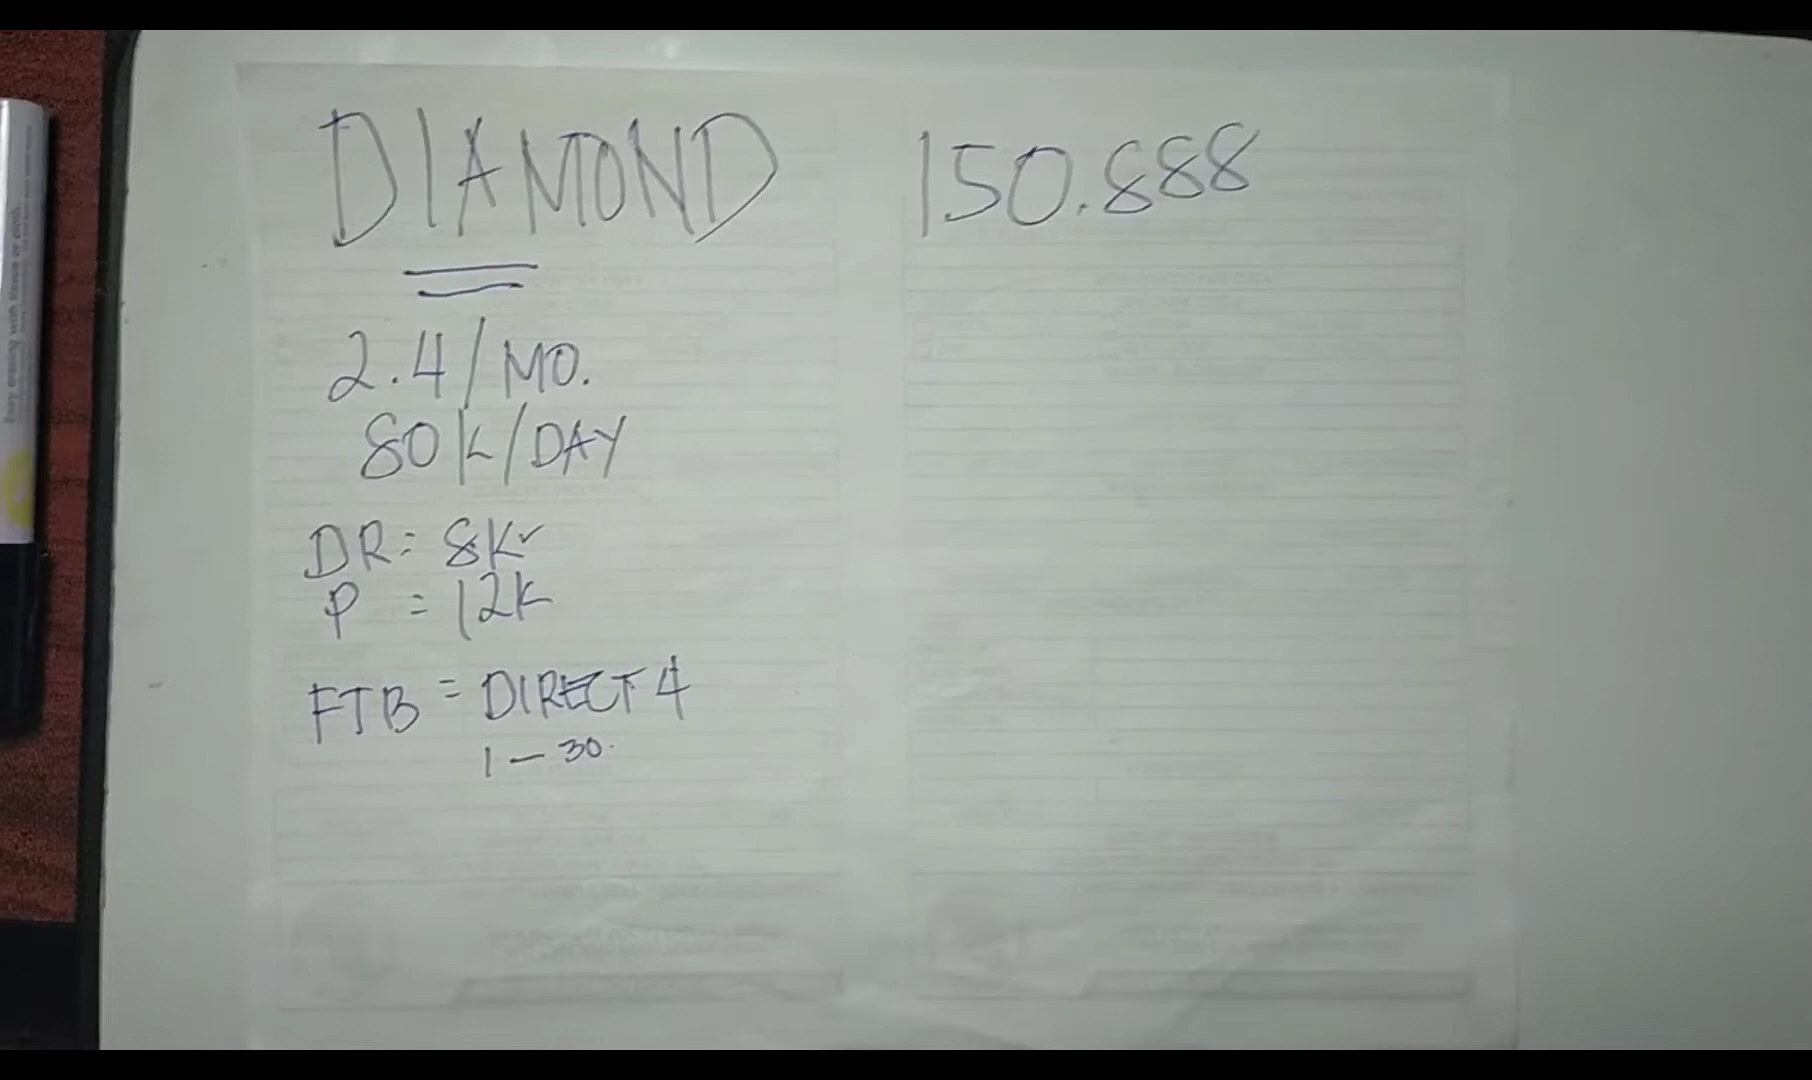 DIAMOND 150.888
2.4/MO.
80K/DAY
DR= 8K
P = 12K
FTB = DIRECT 4
1-30.